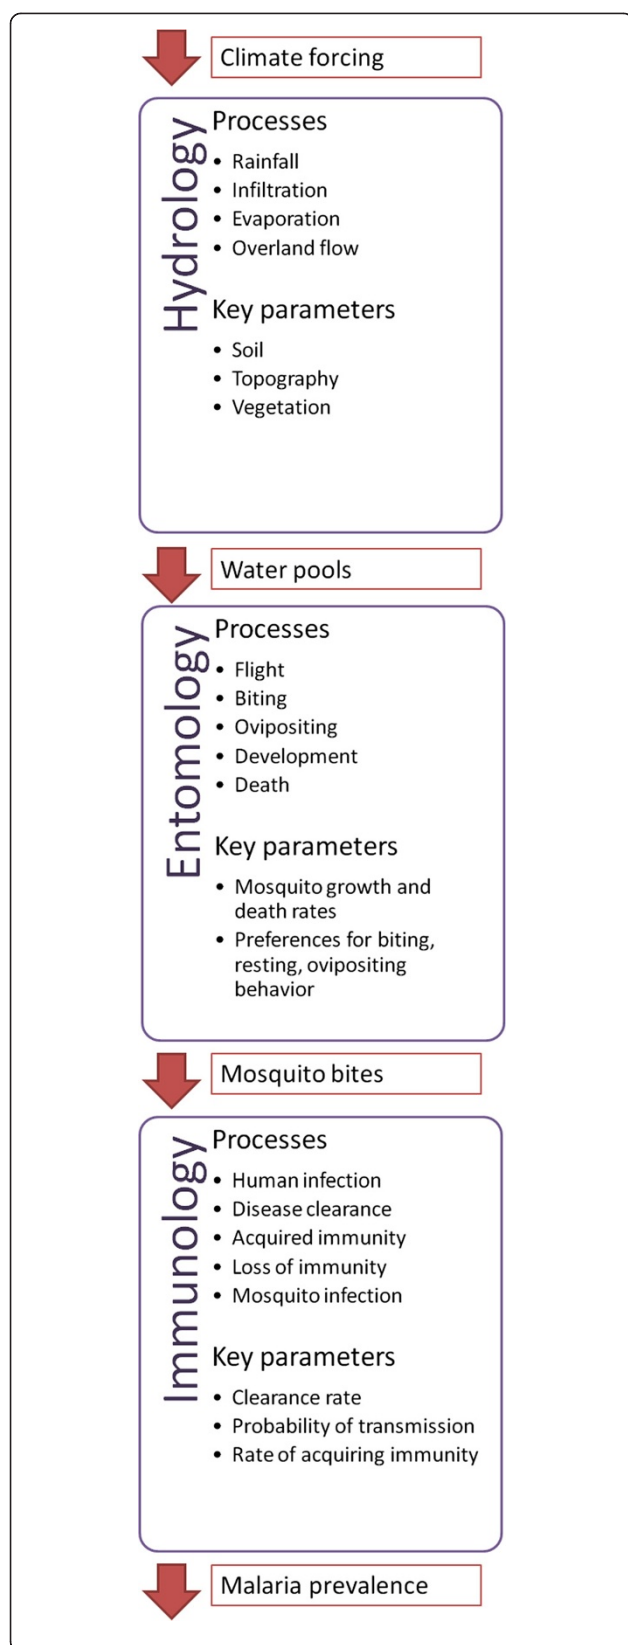 Climate forcing
Hydrology
Processes
• Rainfall
• Infiltration
• Evaporation
• Overland flow
Key parameters
• Soil
• Topography
• Vegetation
Water pools
Entomology
Processes
• Flight
• Biting
• Ovipositing
• Development
• Death
Key parameters
• Mosquito growth and
death rates
• Preferences for biting,
resting, ovipositing
behavior
Mosquito bites
Immunology
Processes
• Human infection
• Disease clearance
• Acquired immunity
• Loss of immunity
• Mosquito infection
Key parameters
• Clearance rate
• Probability of transmission
• Rate of acquiring immunity
Malaria prevalence